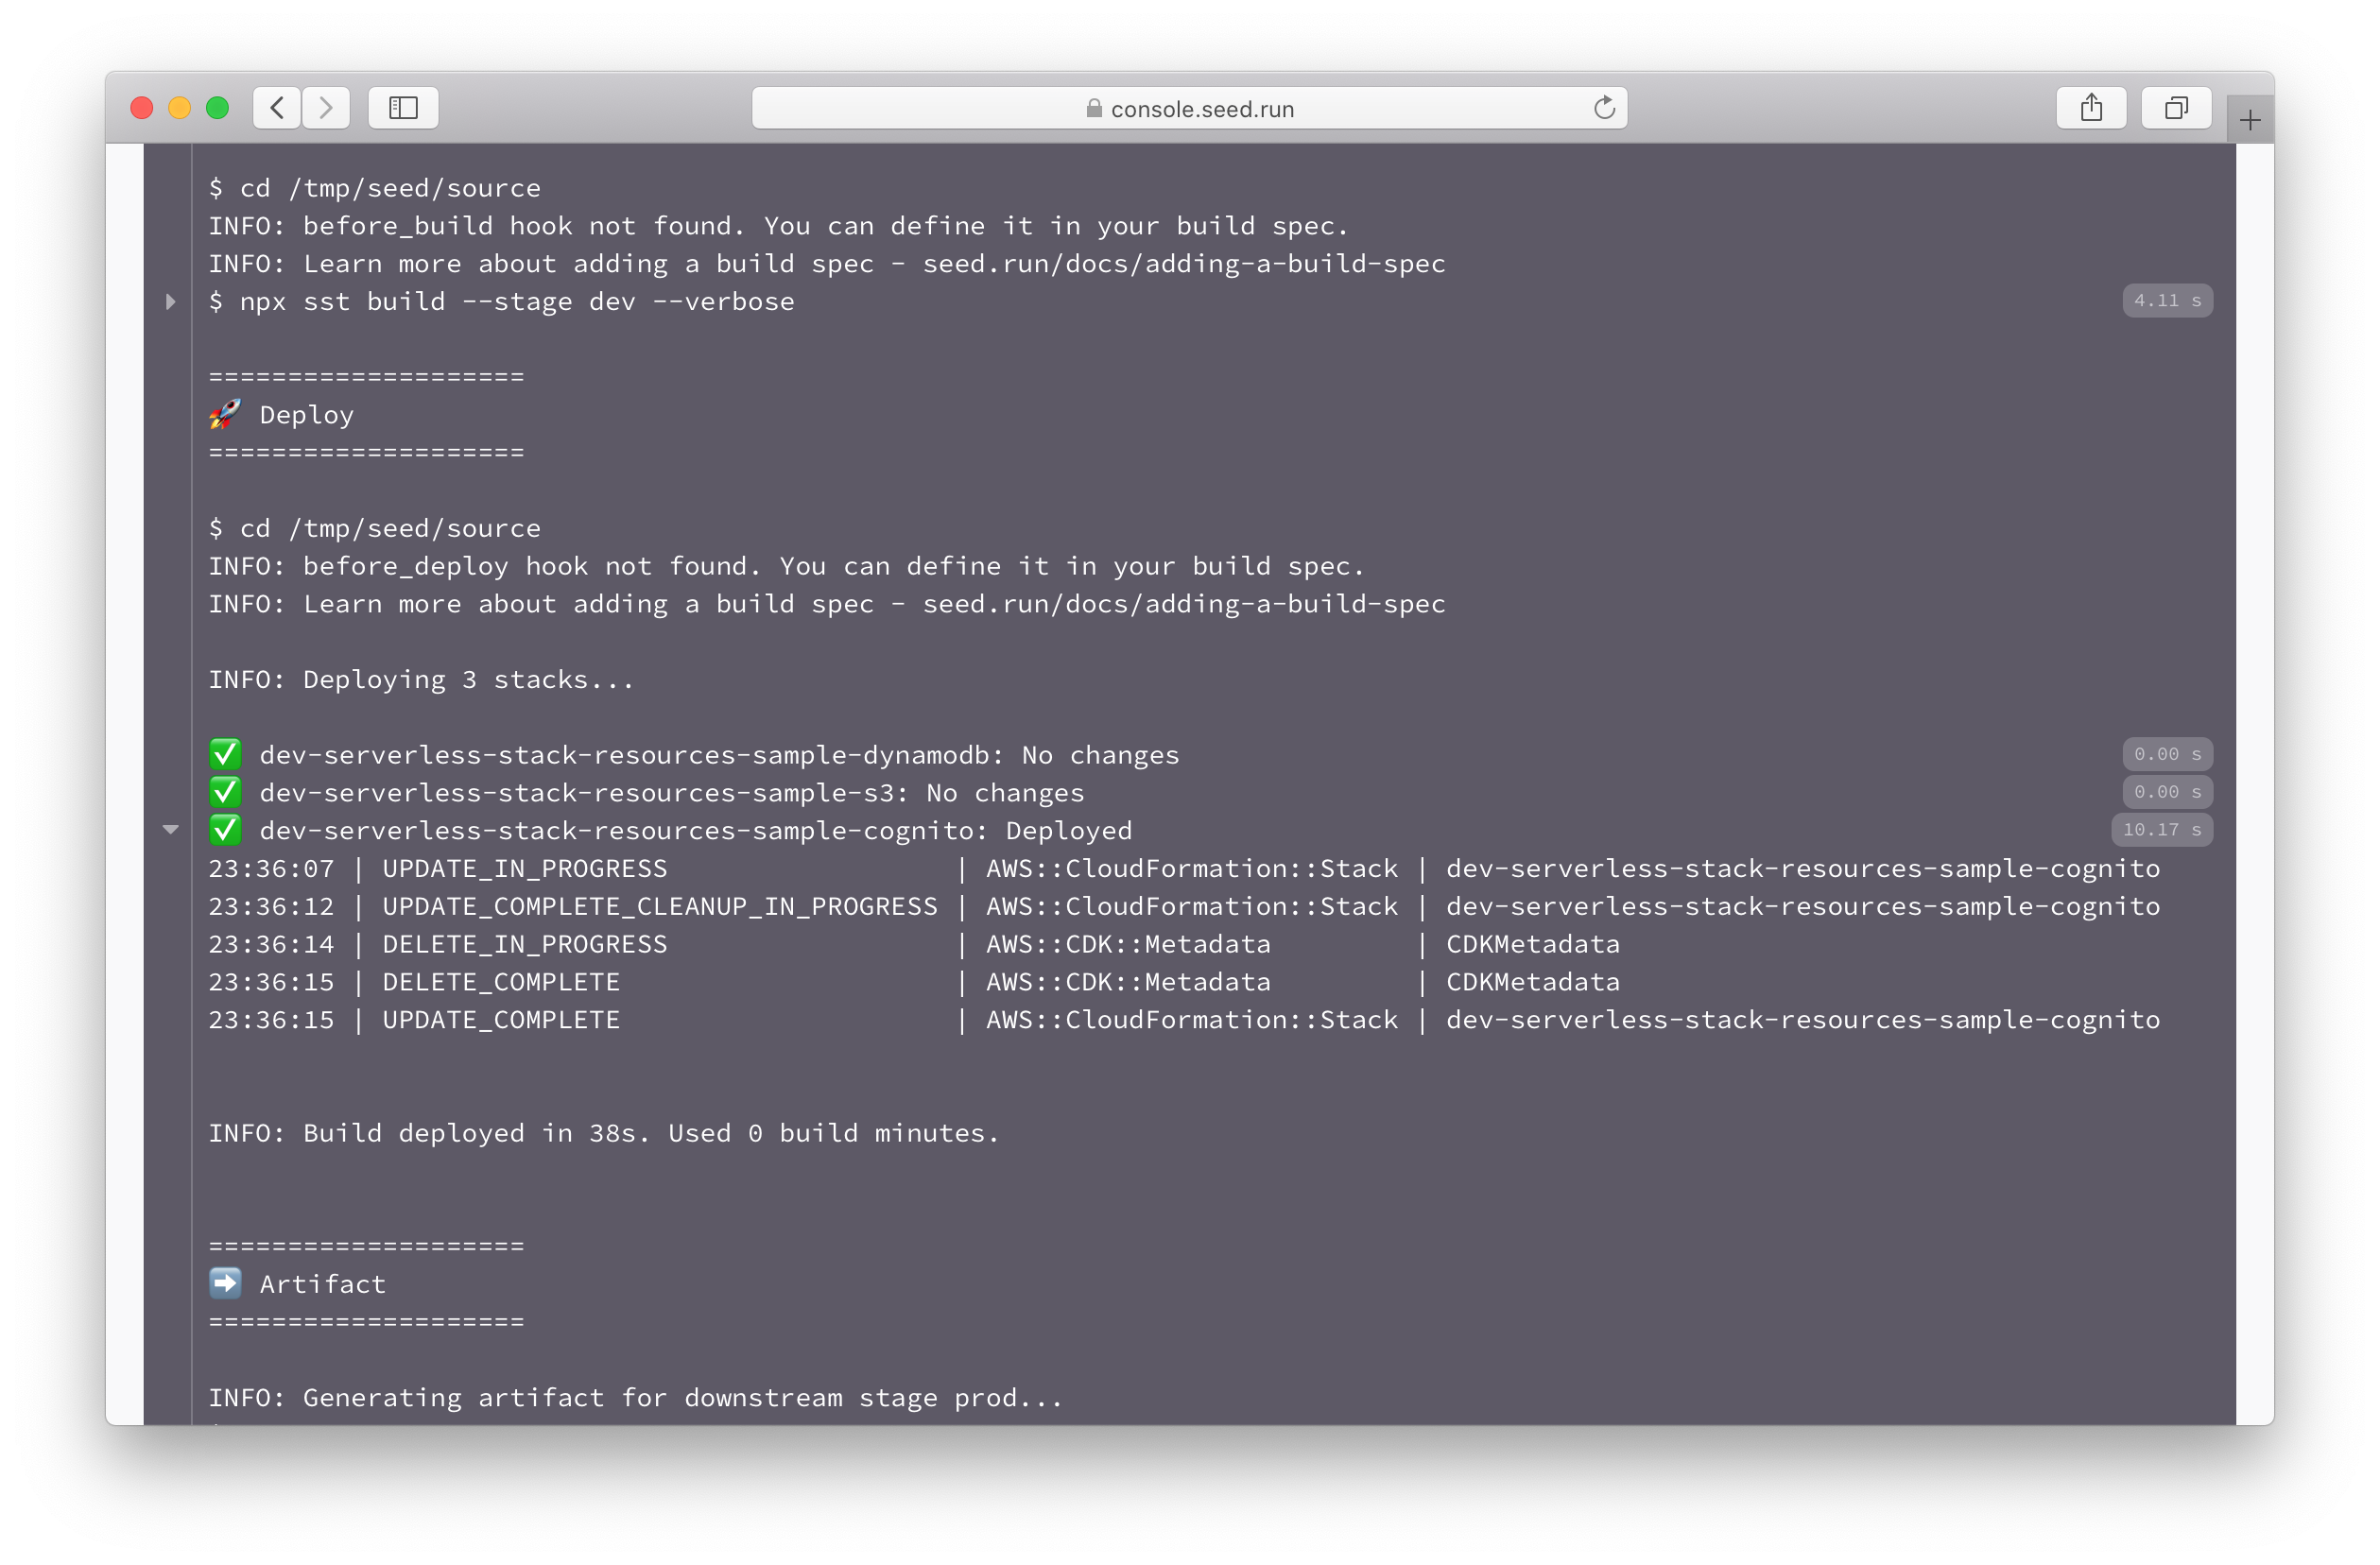 console.seed.run
$ cd /tmp/seed/source
INFO: before_build hook not found. You can define it in your build spec.
INFO: Learn more about adding a build spec - seed.run/docs/adding-a-build-spec
$ npx sst build --stage dev --verbose 4.11 s
====================
🚀 Deploy
====================
$ cd /tmp/seed/source
INFO: before_deploy hook not found. You can define it in your build spec.
INFO: Learn more about adding a build spec - seed.run/docs/adding-a-build-spec
INFO: Deploying 3 stacks...
✅ dev-serverless-stack-resources-sample-dynamodb: No changes 0.00 s
✅ dev-serverless-stack-resources-sample-s3: No changes 0.00 s
✅ dev-serverless-stack-resources-sample-cognito: Deployed 10.17 s
23:36:07 | UPDATE_IN_PROGRESS | AWS::CloudFormation::Stack | dev-serverless-stack-resources-sample-cognito
23:36:12 | UPDATE_COMPLETE_CLEANUP_IN_PROGRESS | AWS::CloudFormation::Stack | dev-serverless-stack-resources-sample-cognito
23:36:14 | DELETE_IN_PROGRESS | AWS::CDK::Metadata | CDKMetadata
23:36:15 | DELETE_COMPLETE | AWS::CDK::Metadata | CDKMetadata
23:36:15 | UPDATE_COMPLETE | AWS::CloudFormation::Stack | dev-serverless-stack-resources-sample-cognito
INFO: Build deployed in 38s. Used 0 build minutes.
====================
➡️ Artifact
====================
INFO: Generating artifact for downstream stage prod...